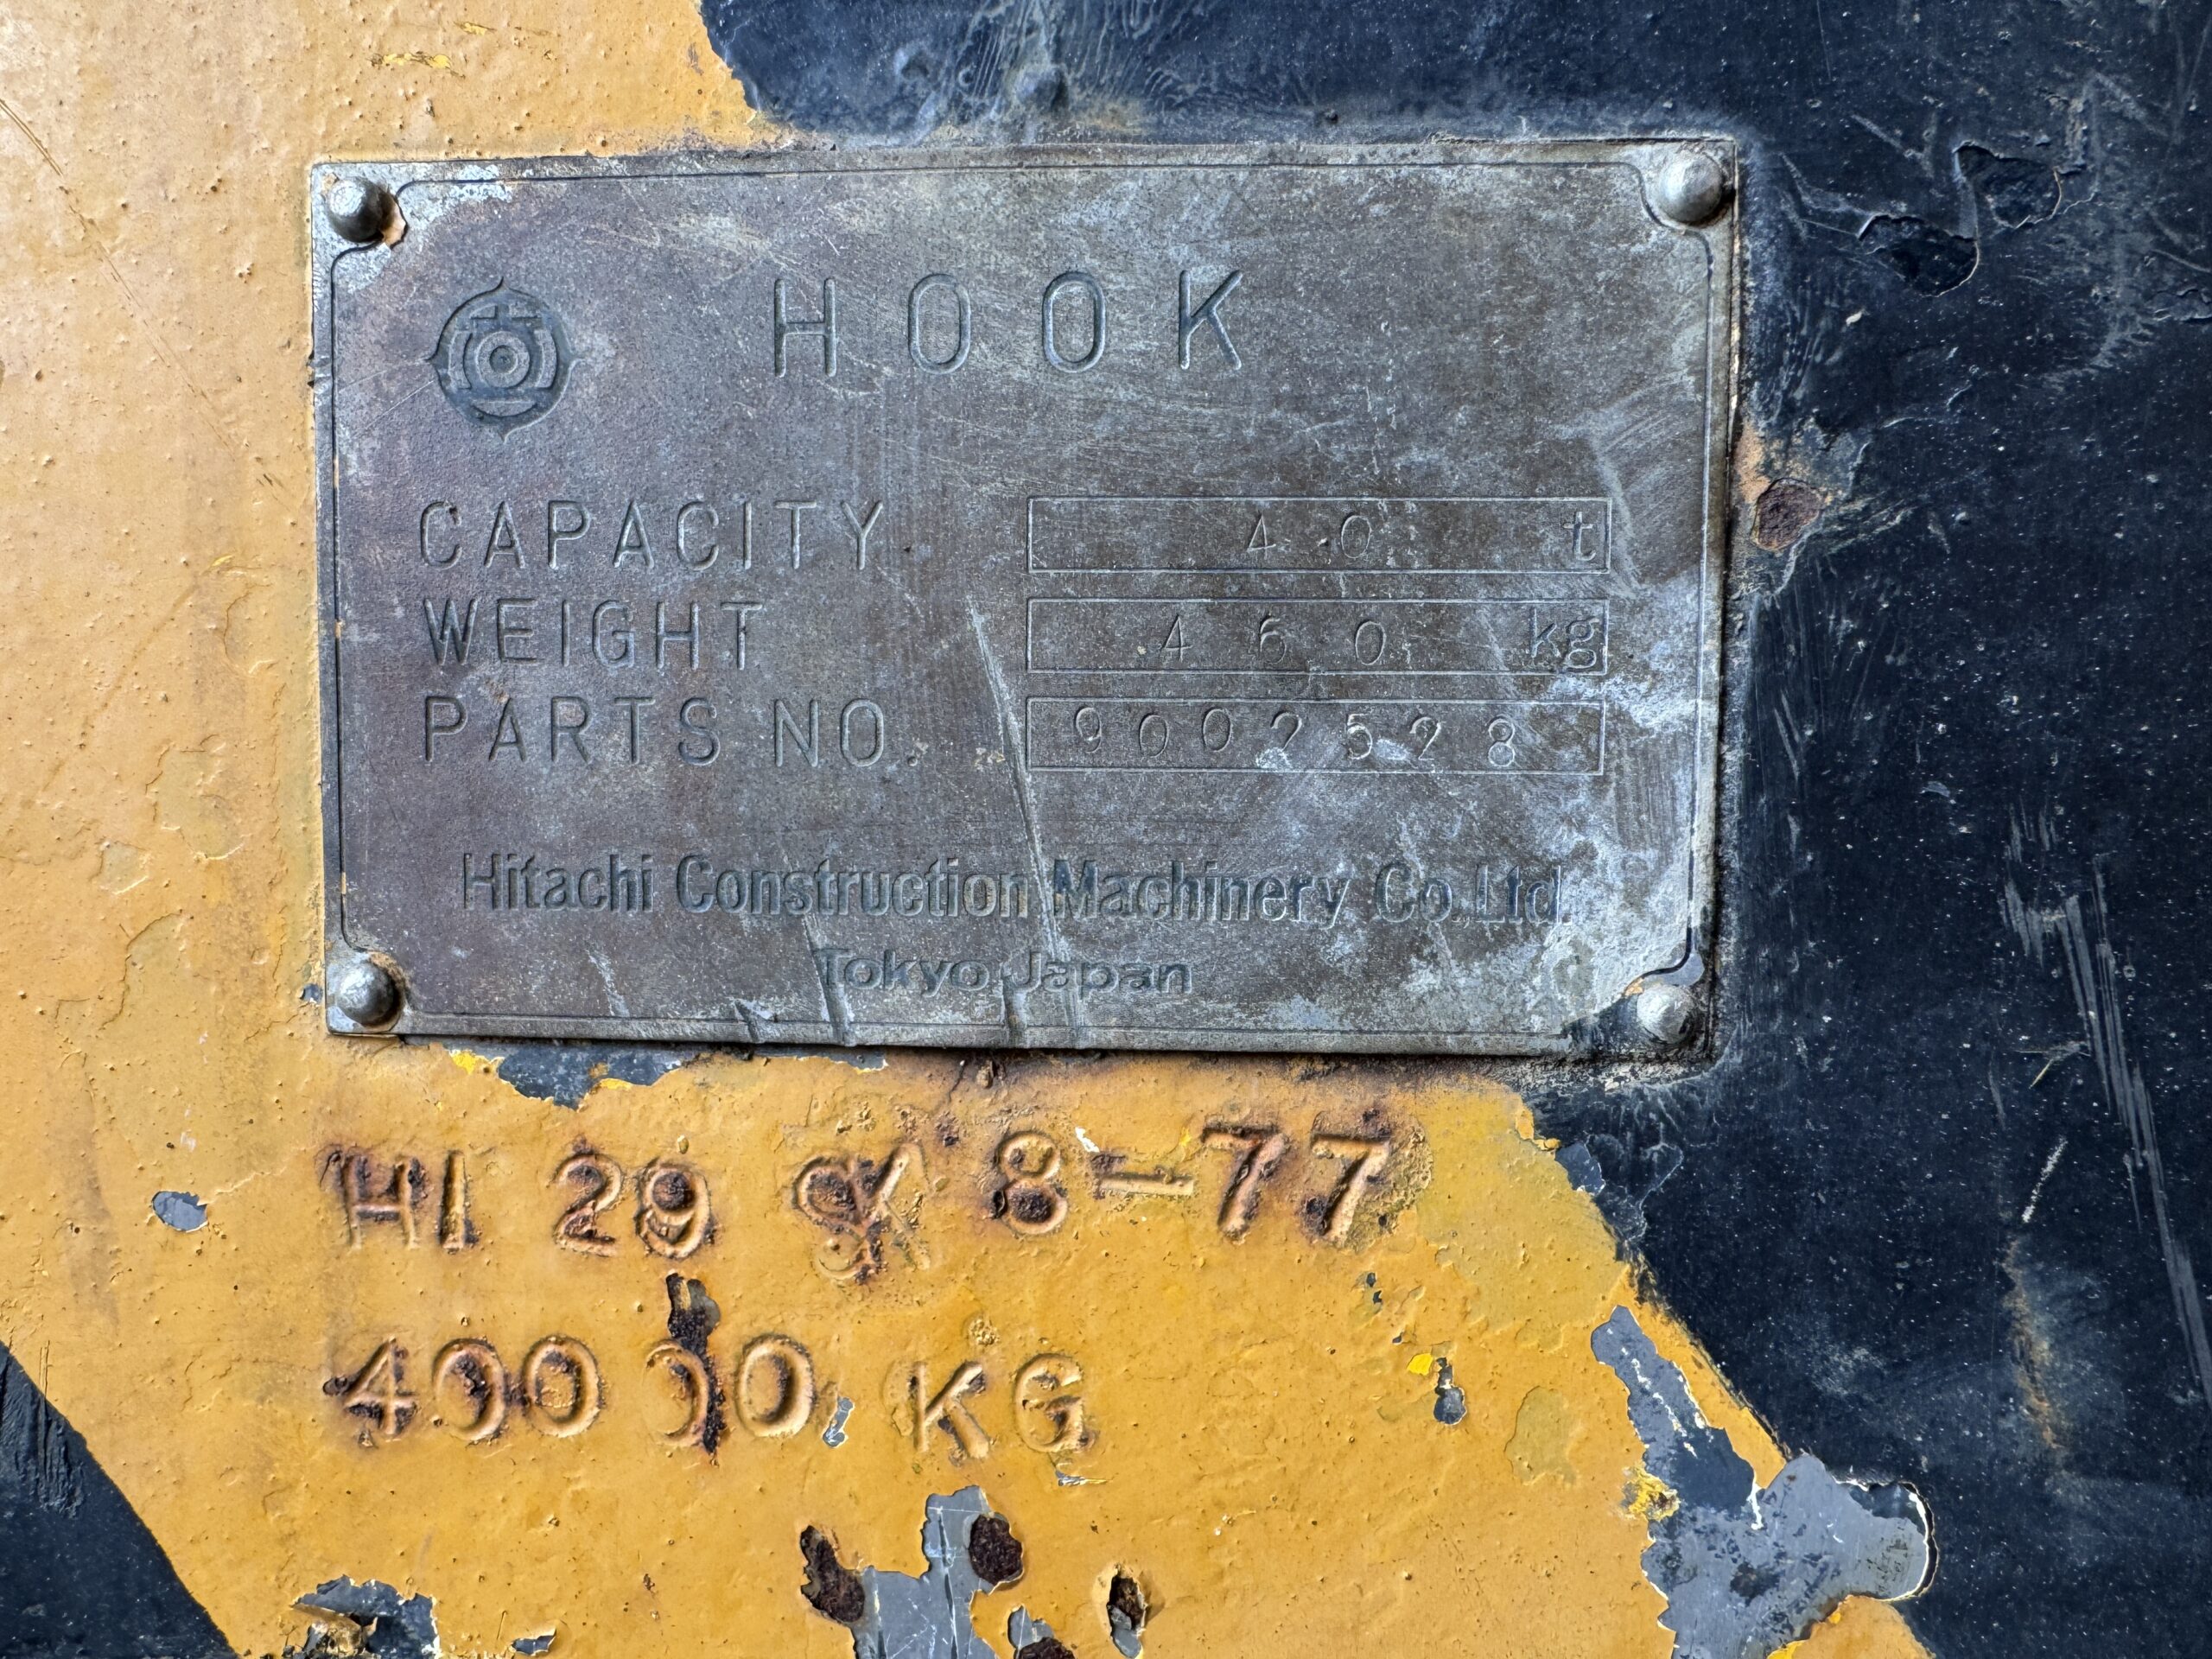 HOOK
CAPACITY 40 t
WEIGHT 460 kg
PARTS NO. 9002528
Hitachi Construction Machinery Co. Ltd.
Tokyo Japan
HI 29 8-77
40000 KG